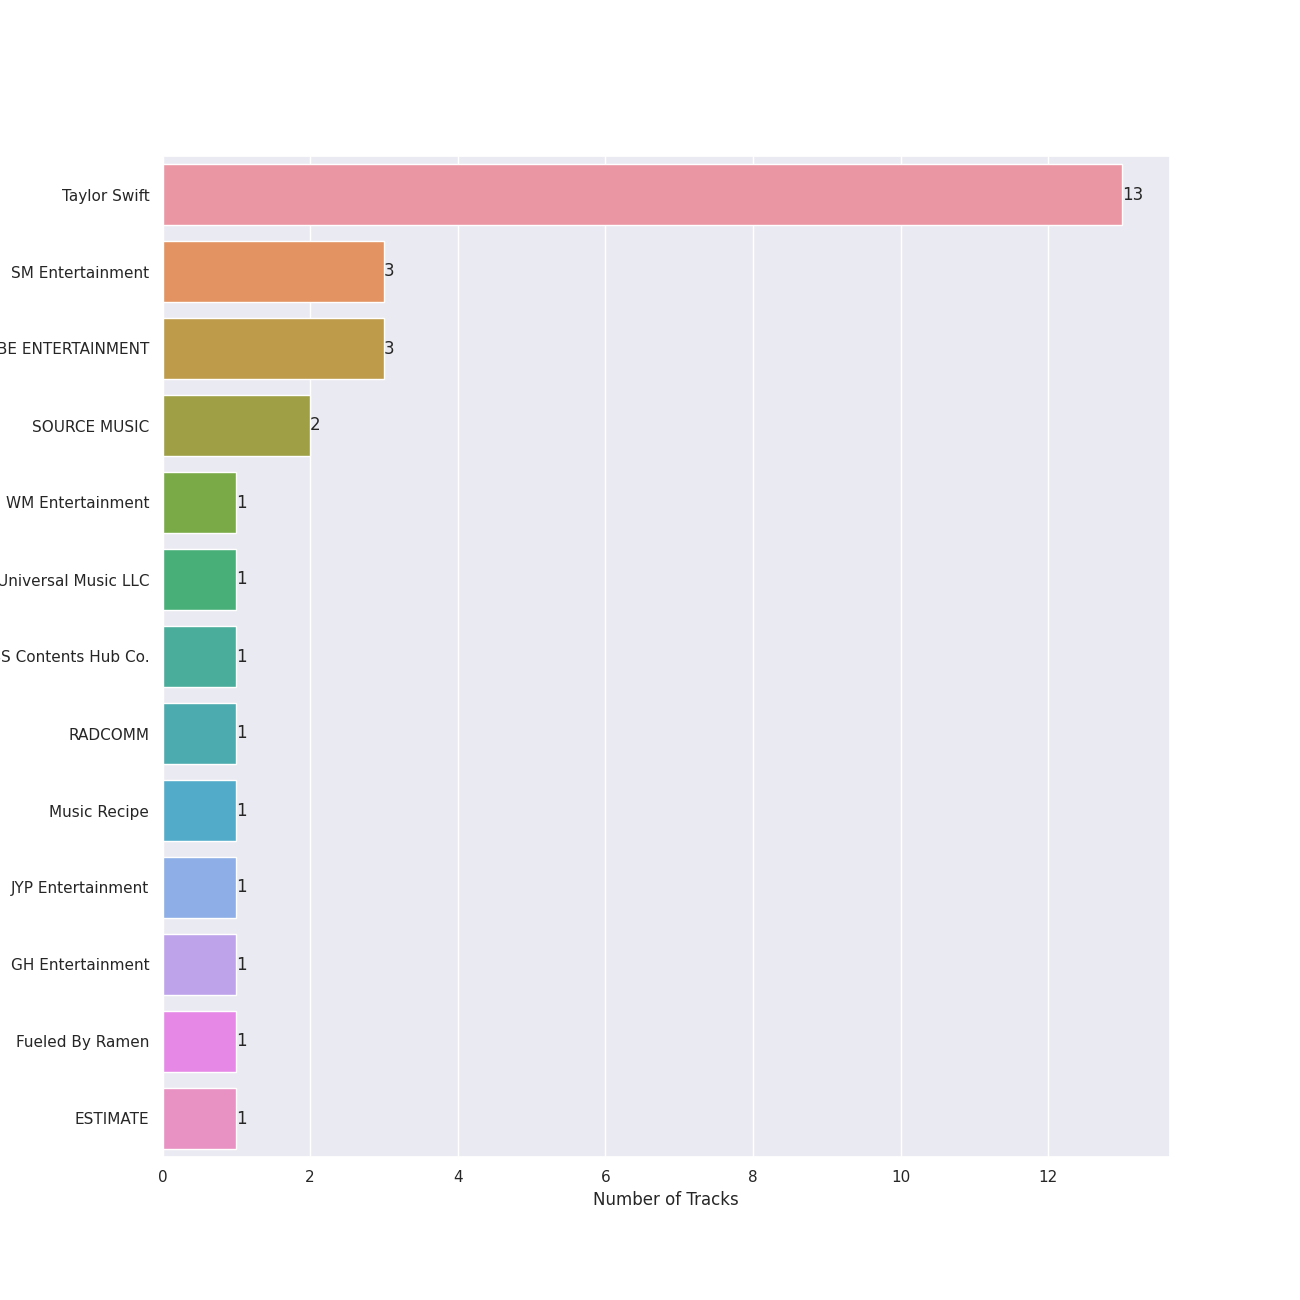 Taylor Swift 13
SM Entertainment 3
BE ENTERTAINMENT 3
SOURCE MUSIC 2
WM Entertainment 1
Universal Music LLC 1
S Contents Hub Co. 1
RADCOMM 1
Music Recipe 1
JYP Entertainment 1
GH Entertainment 1
Fueled By Ramen 1
ESTIMATE 1
0 2 4 6 8 10 12
Number of Tracks